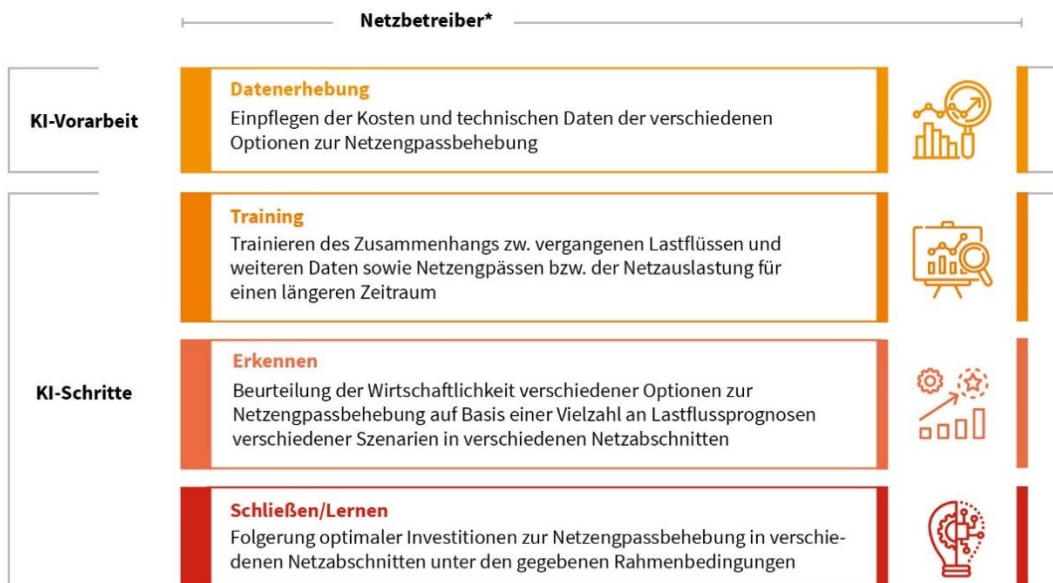 Netzbetreiber*
KI-Vorarbeit
Datenerhebung
Einpflegen der Kosten und technischen Daten der verschiedenen
Optionen zur Netzengpassbehebung
KI-Schritte
Training
Trainieren des Zusammenhangs zw. vergangenen Lastflüssen und
weiteren Daten sowie Netzengpässen bzw. der Netzauslastung für
einen längeren Zeitraum
Erkennen
Beurteilung der Wirtschaftlichkeit verschiedener Optionen zur
Netzengpassbehebung auf Basis einer Vielzahl an Lastflussprognosen
verschiedener Szenarien in verschiedenen Netzabschnitten
Schließen/Lernen
Folgerung optimaler Investitionen zur Netzengpassbehebung in verschie-
denen Netzabschnitten unter den gegebenen Rahmenbedingungen